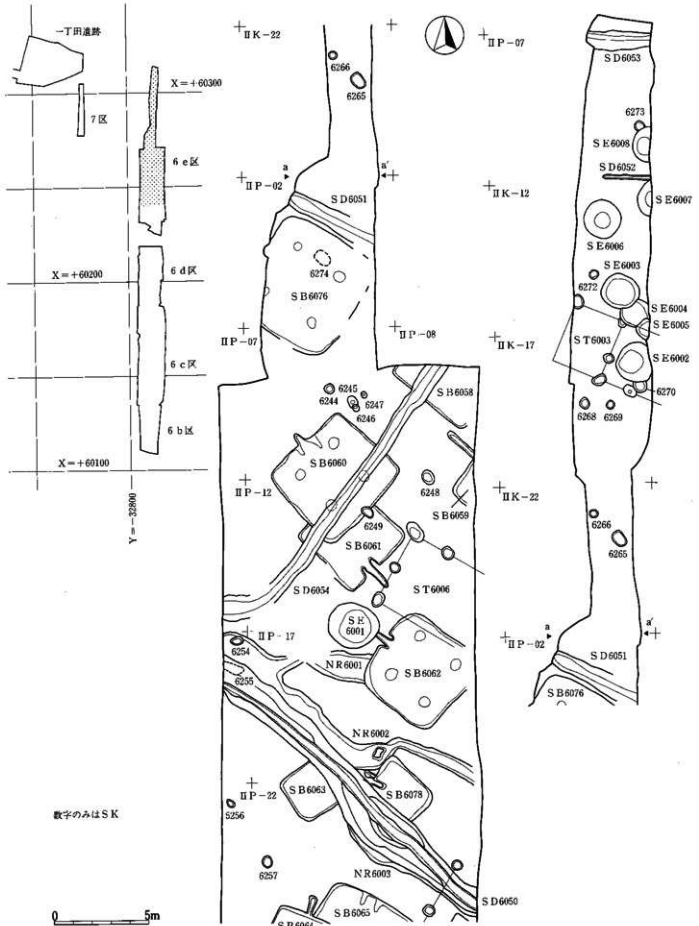 一丁田遺跡
X=+60300
7区
6e区
6d区
X=+60200
6c区
6b区
X=+60100
Y=-32800
数字のみはSK
0 5m
ⅡK-22
6266
6265
ⅡP-02
a
a'
SD6051
6274
SB6076
ⅡP-07
ⅡP-08
6245
6244
6247
6246
SB6058
SB6060
ⅡP-12
6248
SB6059
6249
SB6061
SD6054
ST6006
SE
6001
ⅡP-17
6254
NR6001
6255
SB6062
NR6002
ⅡP-22
SB6063
SB6078
6256
6257
NR6003
SD6050
SB6065
SB6064
ⅡP-07
SD6053
6273
SE6008
SD6052
ⅡK-12
SE6007
SE6006
SE6003
6272
SE6004
SE6005
ⅡK-17
ST6003
SE6002
6270
6268
6269
ⅡK-22
6266
6265
a
a'
ⅡP-02
SD6051
SB6076